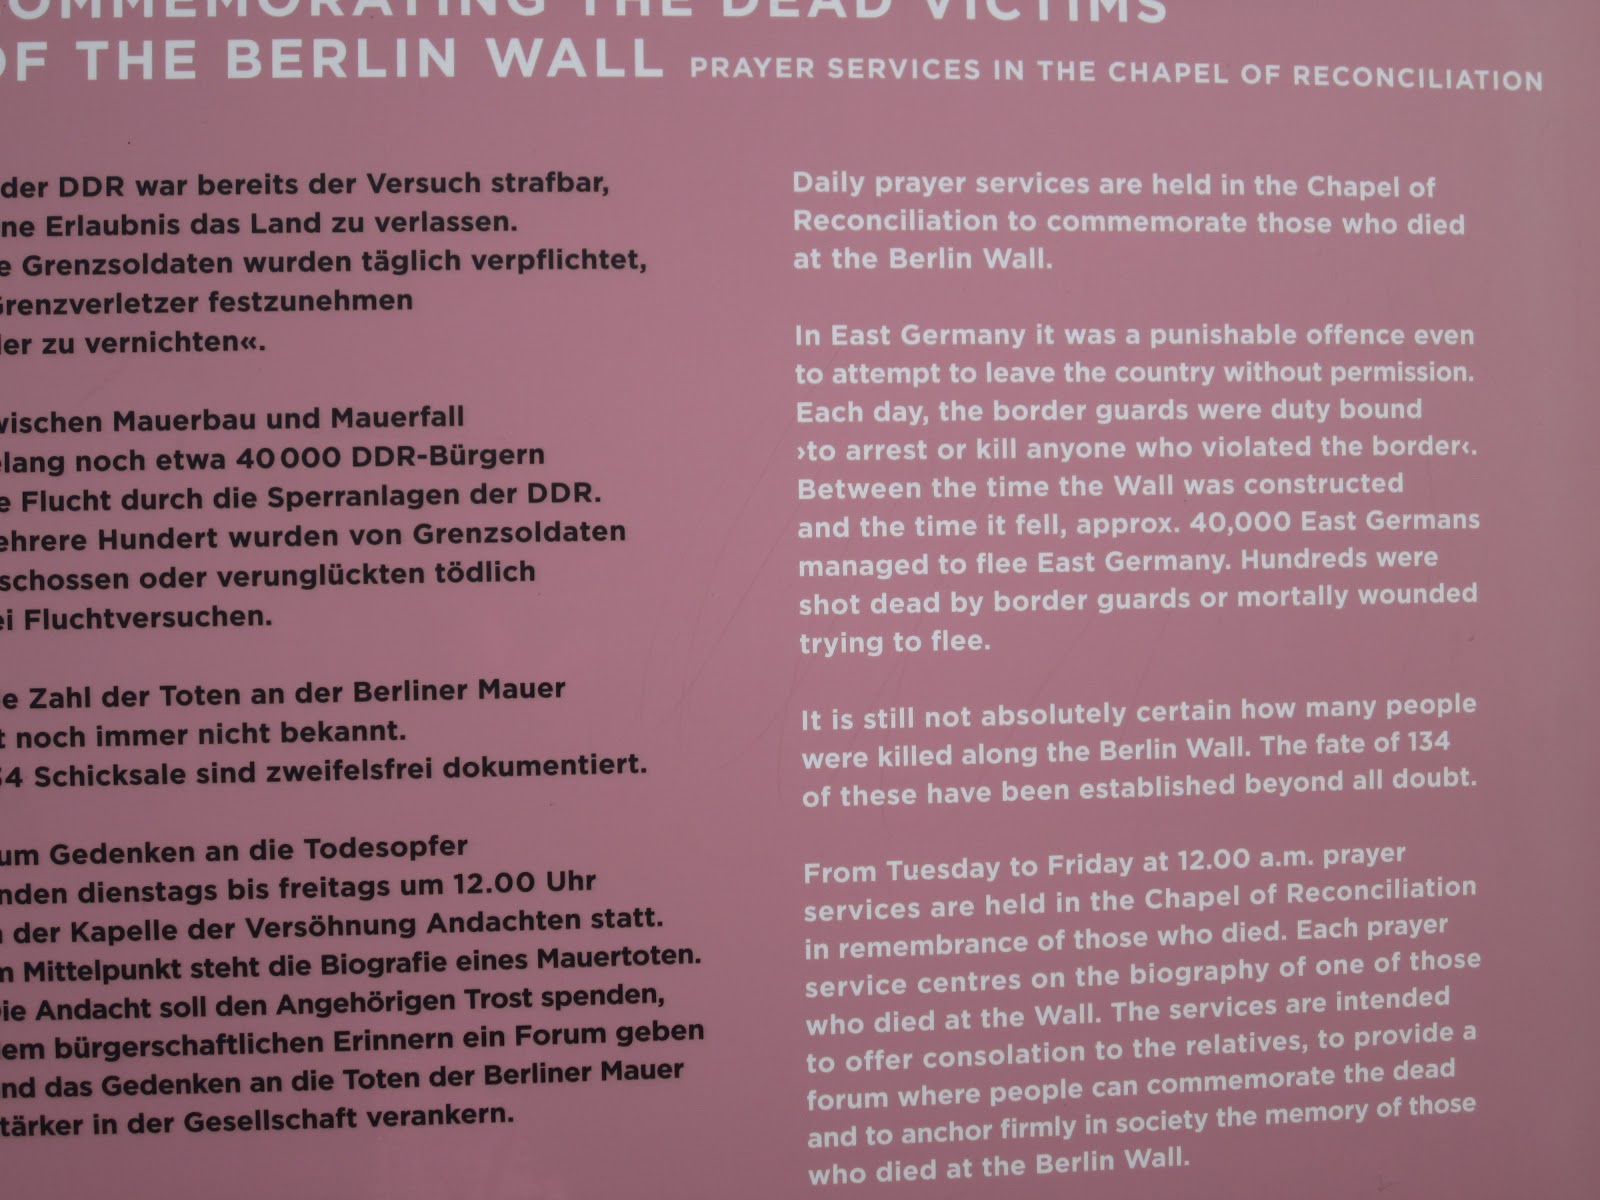 COMMEMORATING THE DEAD VICTIMS
OF THE BERLIN WALL PRAYER SERVICES IN THE CHAPEL OF RECONCILIATION
der DDR war bereits der Versuch strafbar,
ne Erlaubnis das Land zu verlassen.
e Grenzsoldaten wurden täglich verpflichtet,
Grenzverletzer festzunehmen
er zu vernichten«.
wischen Mauerbau und Mauerfall
elang noch etwa 40 000 DDR-Bürgern
e Flucht durch die Sperranlagen der DDR.
ehrere Hundert wurden von Grenzsoldaten
schossen oder verunglückten tödlich
ei Fluchtversuchen.
e Zahl der Toten an der Berliner Mauer
t noch immer nicht bekannt.
34 Schicksale sind zweifelsfrei dokumentiert.
um Gedenken an die Todesopfer
nden dienstags bis freitags um 12.00 Uhr
n der Kapelle der Versöhnung Andachten statt.
m Mittelpunkt steht die Biografie eines Mauertoten.
ie Andacht soll den Angehörigen Trost spenden,
em bürgerschaftlichen Erinnern ein Forum geben
nd das Gedenken an die Toten der Berliner Mauer
tärker in der Gesellschaft verankern.
Daily prayer services are held in the Chapel of
Reconciliation to commemorate those who died
at the Berlin Wall.
In East Germany it was a punishable offence even
to attempt to leave the country without permission.
Each day, the border guards were duty bound
›to arrest or kill anyone who violated the border‹.
Between the time the Wall was constructed
and the time it fell, approx. 40,000 East Germans
managed to flee East Germany. Hundreds were
shot dead by border guards or mortally wounded
trying to flee.
It is still not absolutely certain how many people
were killed along the Berlin Wall. The fate of 134
of these have been established beyond all doubt.
From Tuesday to Friday at 12.00 a.m. prayer
services are held in the Chapel of Reconciliation
in remembrance of those who died. Each prayer
service centres on the biography of one of those
who died at the Wall. The services are intended
to offer consolation to the relatives, to provide a
forum where people can commemorate the dead
and to anchor firmly in society the memory of those
who died at the Berlin Wall.